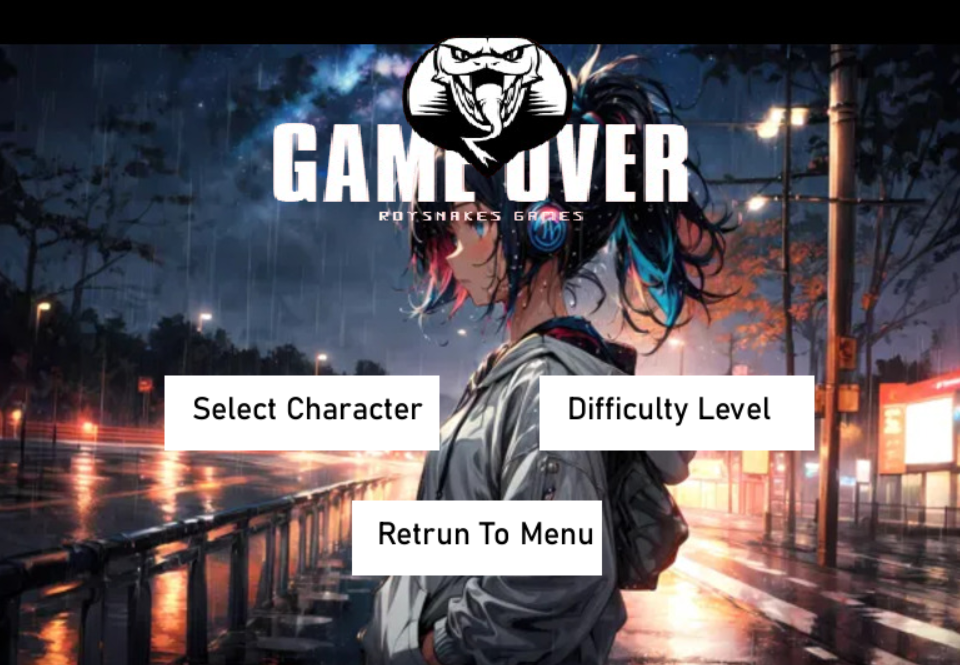 GAME OVER
ROYSNAKES GAMES
Select Character
Difficulty Level
Retrun To Menu